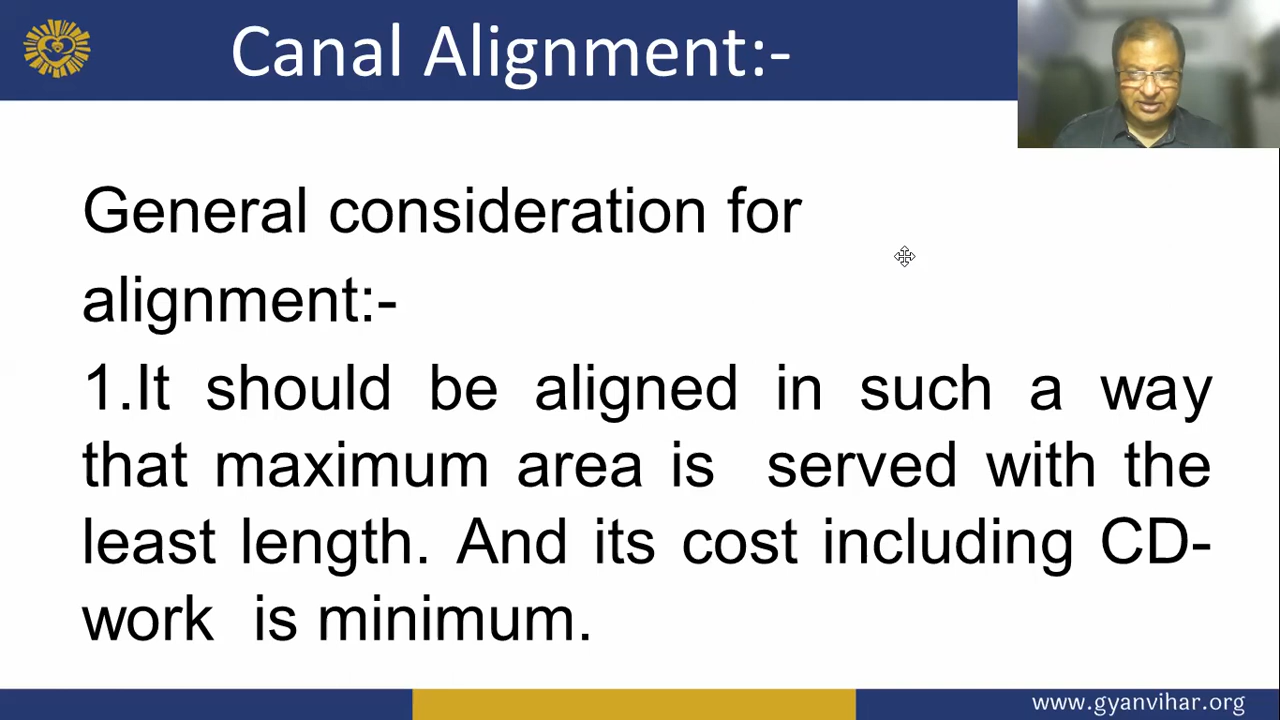 Canal Alignment:-
General consideration for
alignment:-
1.It should be aligned in such a way
that maximum area is served with the
least length. And its cost including CD-
work is minimum.
www.gyanvihar.org